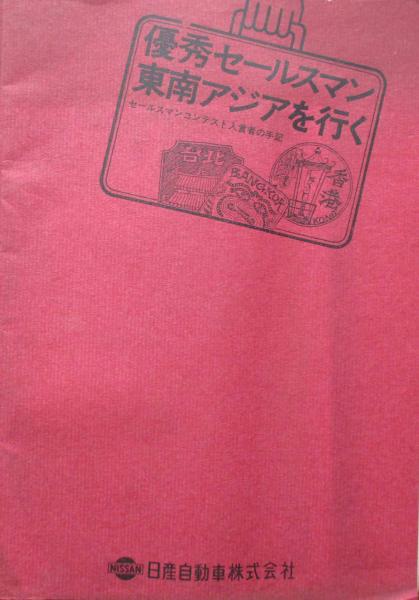 優秀セールスマン
東南アジアを行く
セールスマンコンテスト入賞者の手記
台北
BANGKOK
香港
HONG KONG
NISSAN 日産自動車株式会社